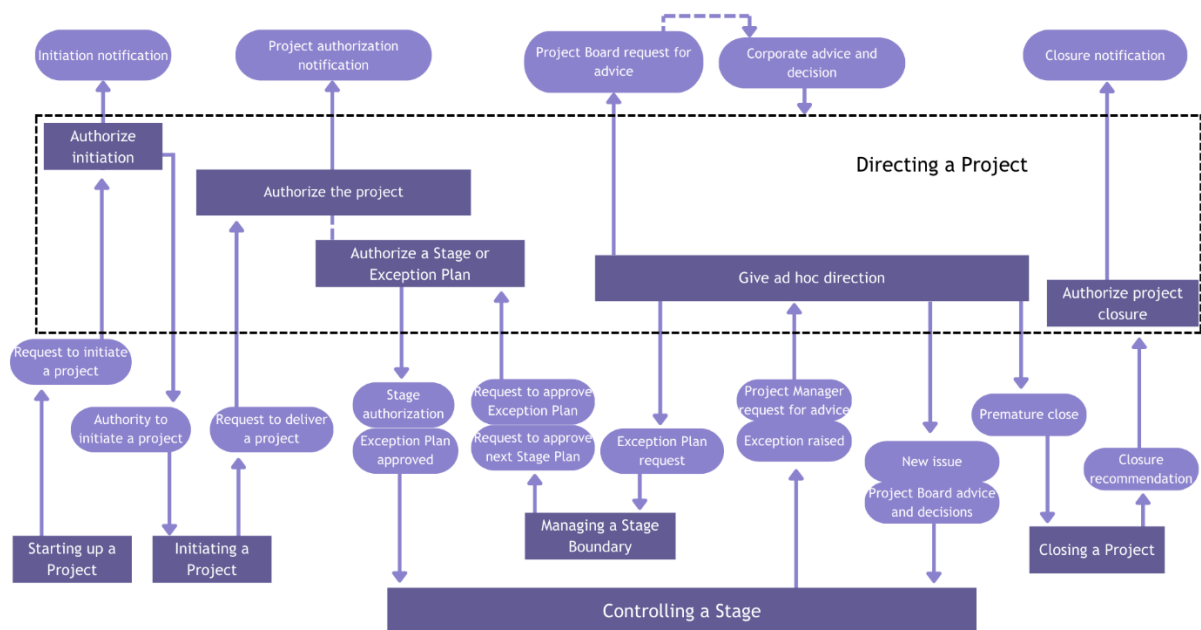 Initiation notification
Project authorization
notification
Project Board request for
advice
Corporate advice and
decision
Closure notification
Authorize
initiation
Directing a Project
Authorize the project
Authorize a Stage or
Exception Plan
Give ad hoc direction
Authorize project
closure
Request to initiate
a project
Authority to
initiate a project
Request to deliver
a project
Stage
authorization
Exception Plan
approved
Request to approve
Exception Plan
Request to approve
next Stage Plan
Exception Plan
request
Project Manager
request for advice
Exception raised
New issue
Project Board advice
and decisions
Premature close
Closure
recommendation
Starting up a
Project
Initiating a
Project
Managing a Stage
Boundary
Closing a Project
Controlling a Stage